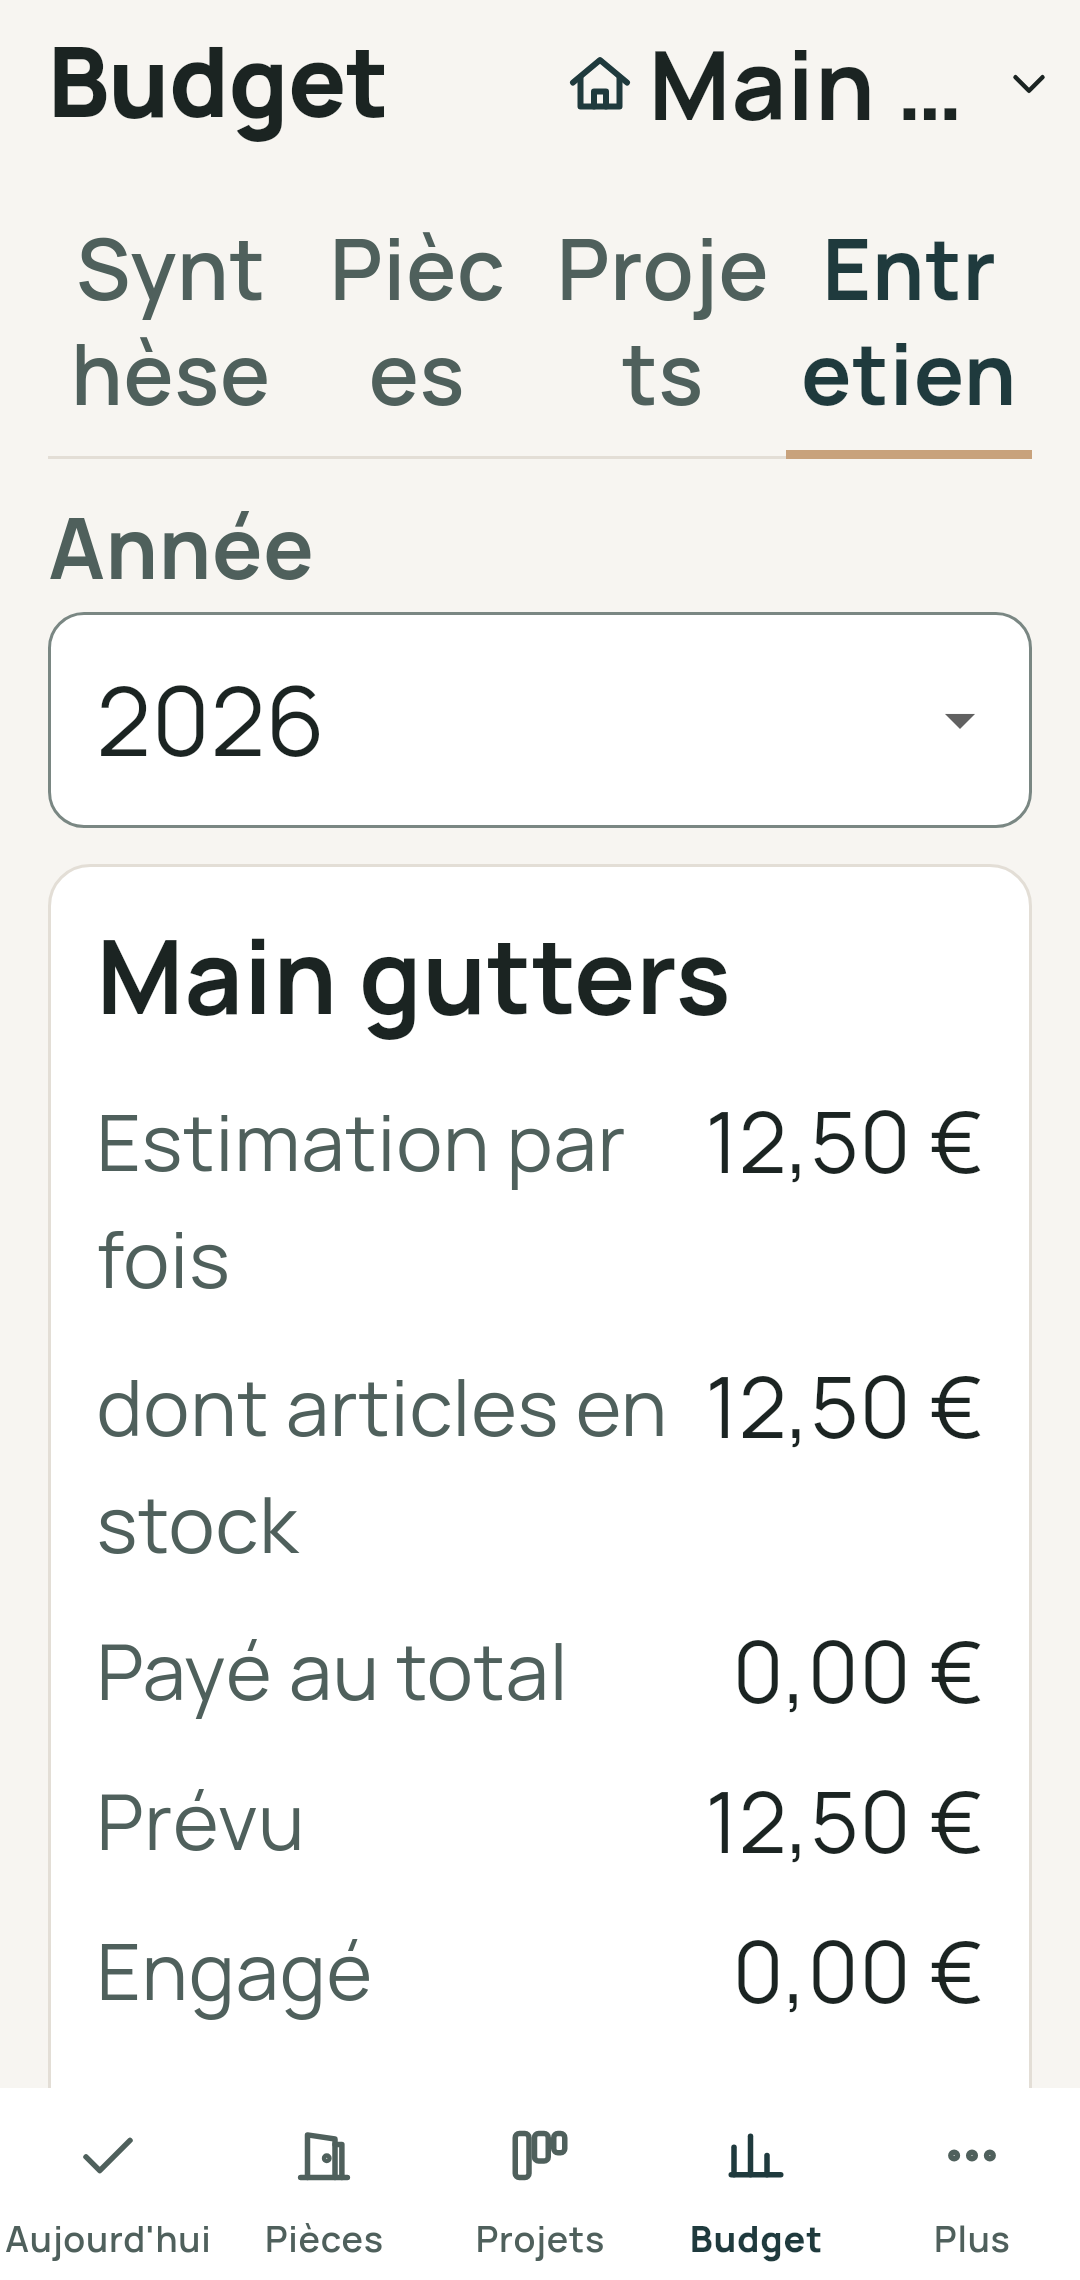 Budget
Main ...
Synt
hèse
Pièc
es
Proje
ts
Entr
etien
Année
2026
Main gutters
Estimation par
fois
12,50 €
dont articles en
stock
12,50 €
Payé au total
0,00 €
Prévu
12,50 €
Engagé
0,00 €
Aujourd'hui
Pièces
Projets
Budget
Plus